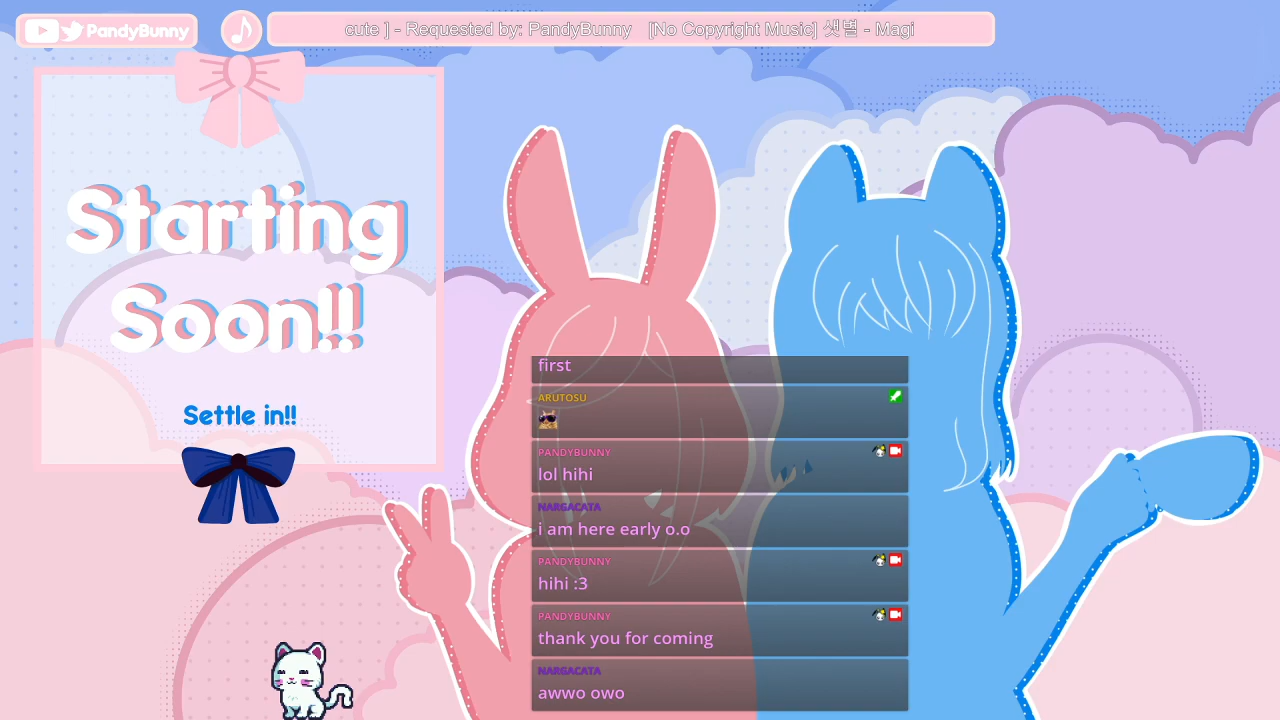 PandyBunny
cute ] - Requested by: PandyBunny [No Copyright Music] 샛별 - Magi
Starting
Soon!!
Settle in!!
first
ARUTOSU
PANDYBUNNY
lol hihi
NARGACATA
i am here early o.o
PANDYBUNNY
hihi :3
PANDYBUNNY
thank you for coming
NARGACATA
awwo owo